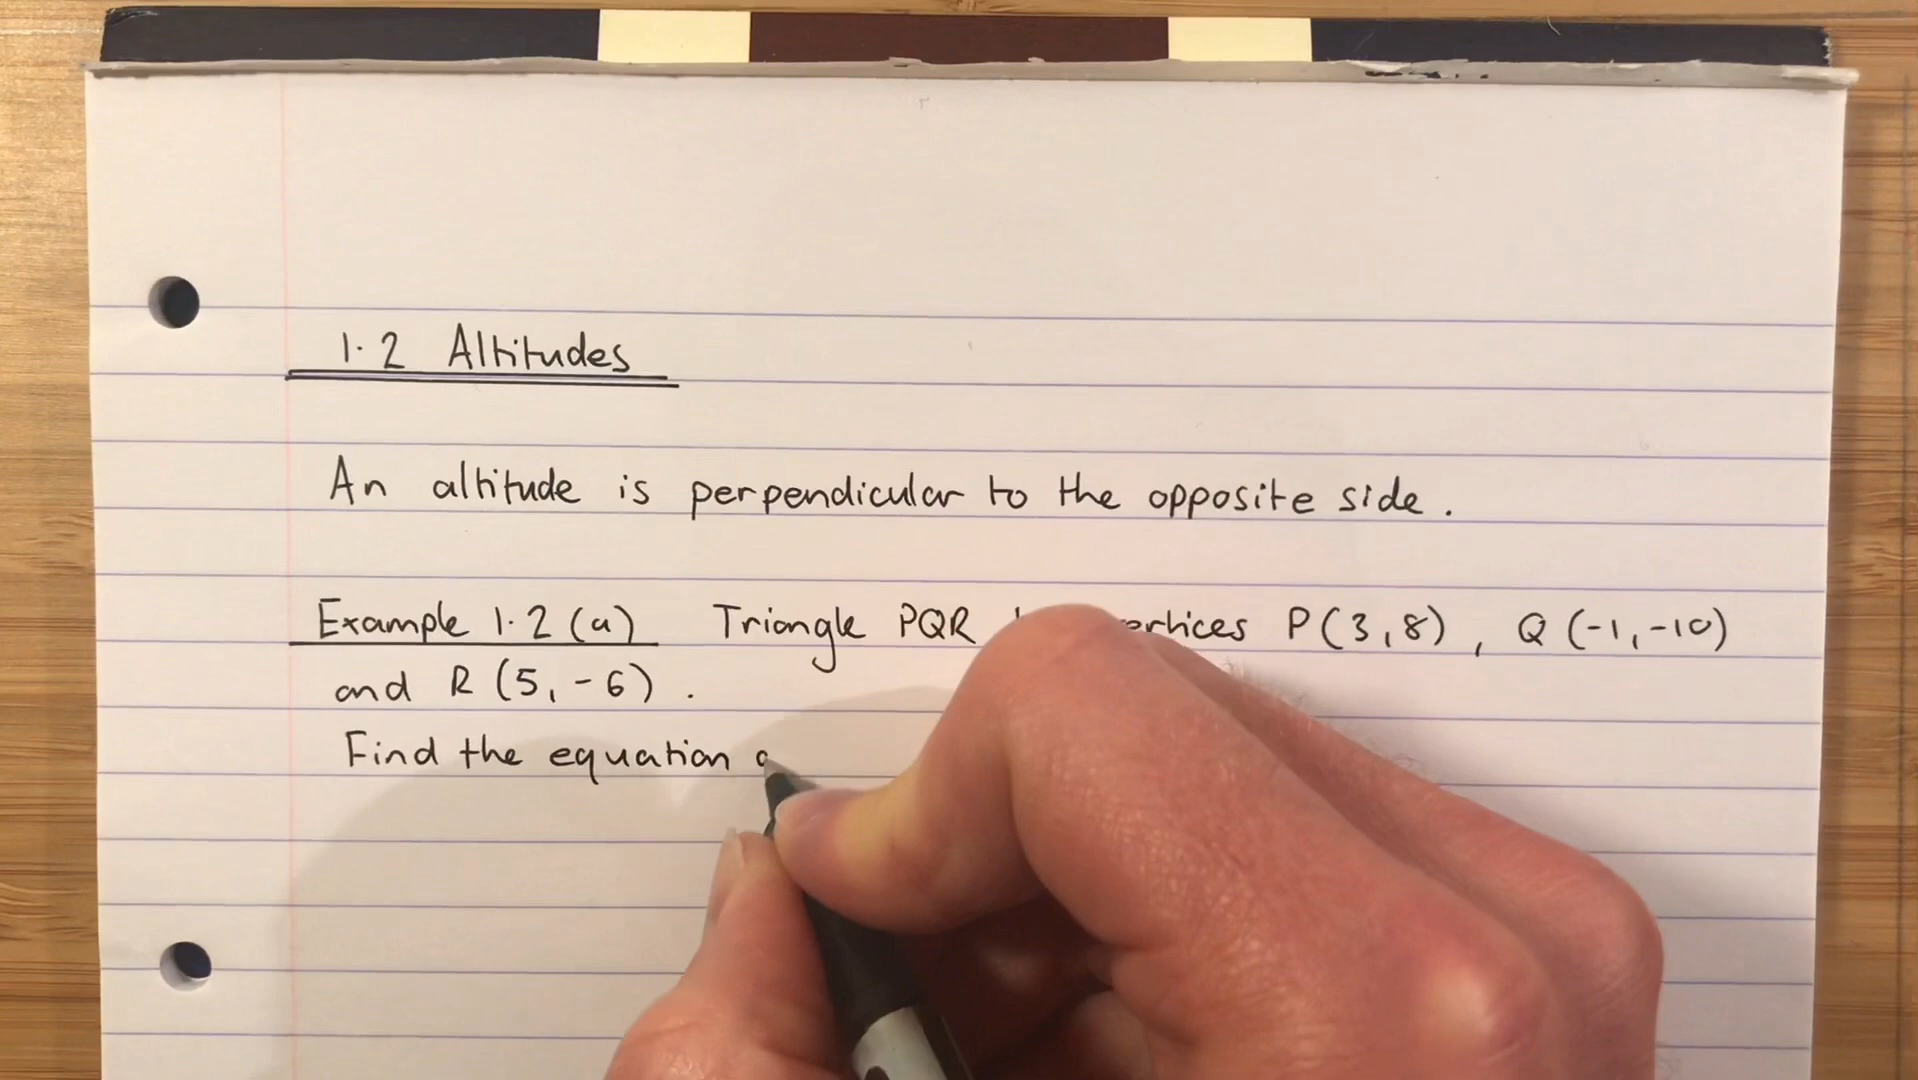 1.2 Altitudes
An altitude is perpendicular to the opposite side.
Example 1.2 (a) Triangle PQR vertices P(3,8), Q(-1,-10)
and R(5,-6).
Find the equation